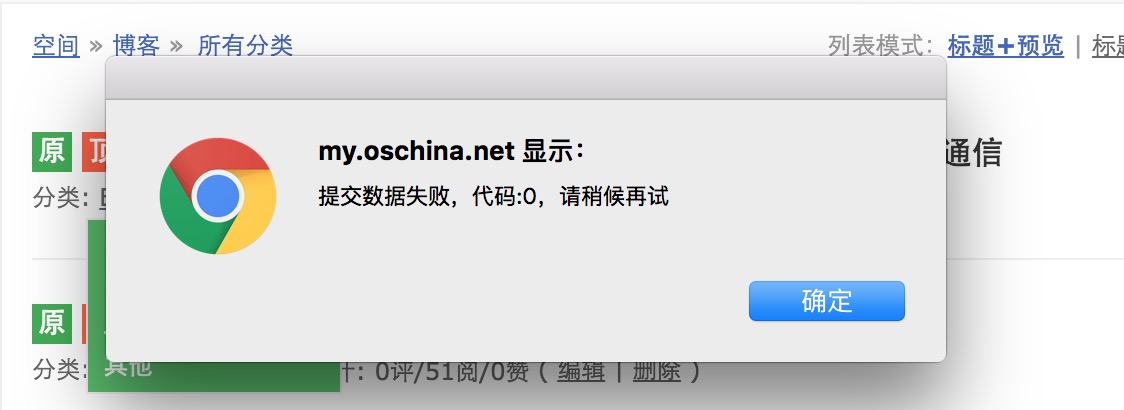 空间 » 博客 » 所有分类
列表模式: 标题+预览 | 标题
my.oschina.net 显示：
提交数据失败，代码:0，请稍候再试
确定
原 顶
通信
分类:
原
其他
分类:
: 0评/51阅/0赞 ( 编辑 | 删除 )